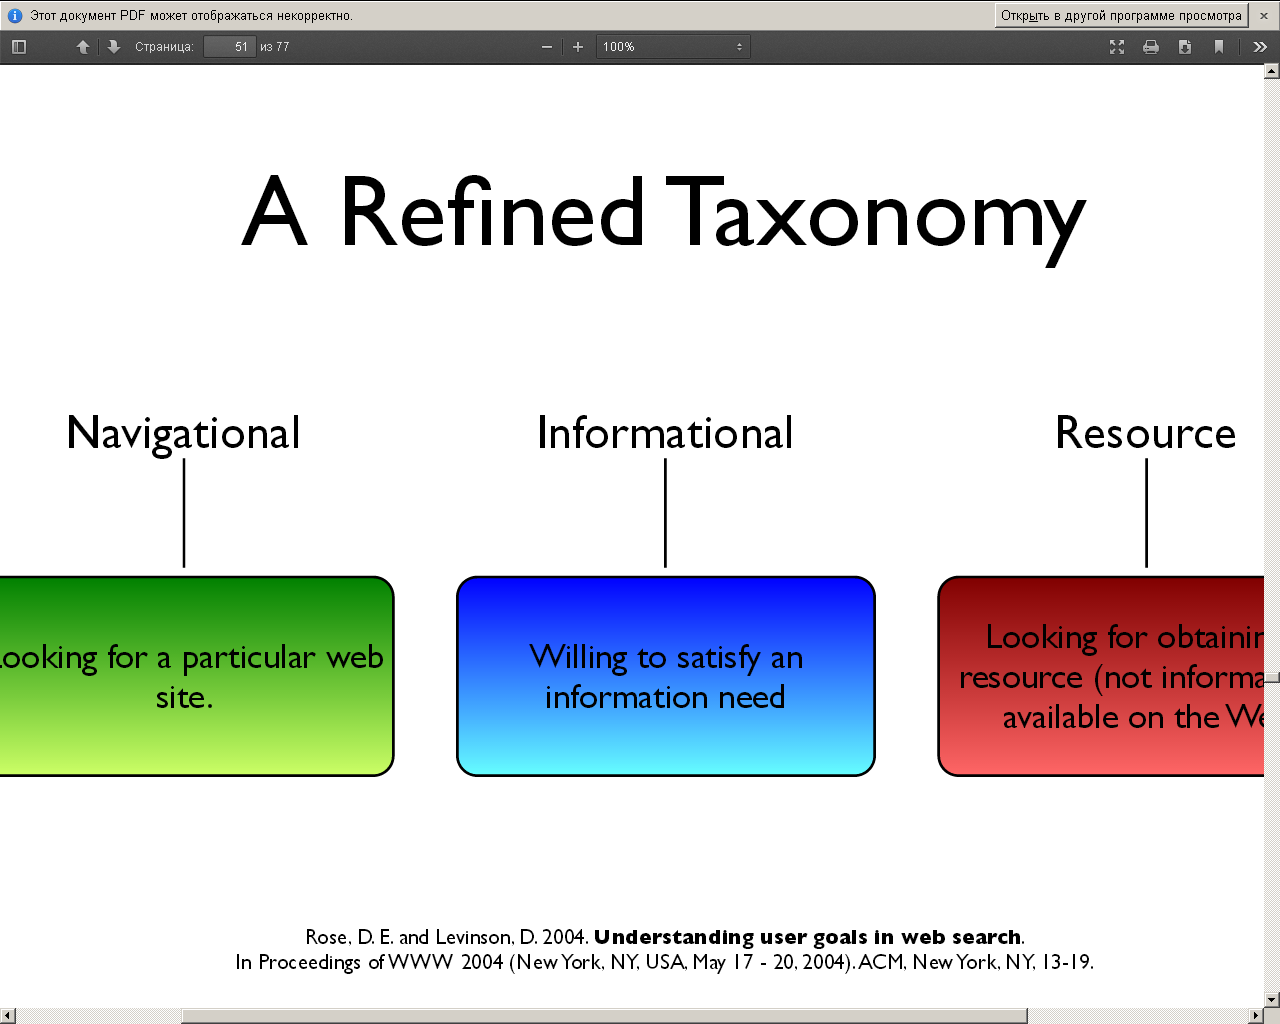 Этот документ PDF может отображаться некорректно.
Открыть в другой программе просмотра
Страница: 51 из 77
100%
A Refined Taxonomy
Navigational
Informational
Resource
ooking for a particular web
site.
Willing to satisfy an
information need
Looking for obtainin
resource (not informa
available on the We
Rose, D. E. and Levinson, D. 2004. Understanding user goals in web search.
In Proceedings of WWW 2004 (New York, NY, USA, May 17 - 20, 2004). ACM, New York, NY, 13-19.